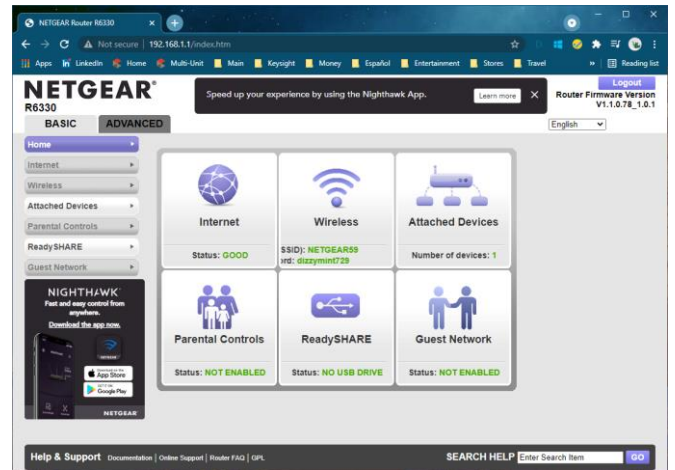 NETGEAR Router R6330
Not secure | 192.168.1.1/index.htm
Apps LinkedIn Home Multi-Unit Main Keysight Money Español Entertainment Stores Travel » Reading list
NETGEAR®
R6330
Speed up your experience by using the Nighthawk App. Learn more X
Logout
Router Firmware Version
V1.1.0.78_1.0.1
BASIC ADVANCED
English
Home
Internet
Wireless
Attached Devices
Parental Controls
ReadySHARE
Guest Network
NIGHTHAWK
Fast and easy control from
anywhere.
Download the app now.
App Store
Google Play
NETGEAR
Internet
Status: GOOD
Wireless
SSID): NETGEAR59
rd: dizzymint729
Attached Devices
Number of devices: 1
Parental Controls
Status: NOT ENABLED
ReadySHARE
Status: NO USB DRIVE
Guest Network
Status: NOT ENABLED
Help & Support Documentation | Online Support | Router FAQ | GPL
SEARCH HELP Enter Search Item GO